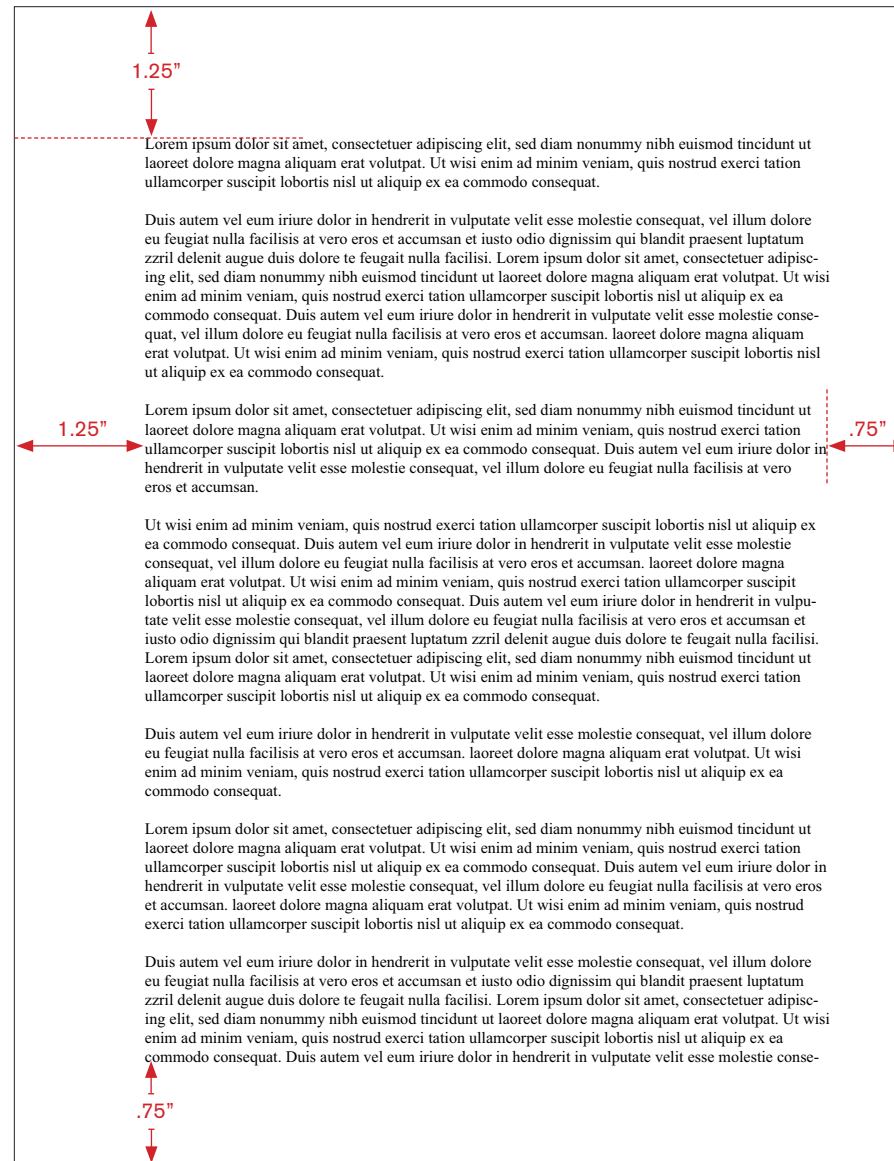 1.25”
Lorem ipsum dolor sit amet, consectetuer adipiscing elit, sed diam nonummy nibh euismod tincidunt ut
laoreet dolore magna aliquam erat volutpat. Ut wisi enim ad minim veniam, quis nostrud exerci tation
ullamcorper suscipit lobortis nisl ut aliquip ex ea commodo consequat.
Duis autem vel eum iriure dolor in hendrerit in vulputate velit esse molestie consequat, vel illum dolore
eu feugiat nulla facilisis at vero eros et accumsan et iusto odio dignissim qui blandit praesent luptatum
zzril delenit augue duis dolore te feugait nulla facilisi. Lorem ipsum dolor sit amet, consectetuer adipisc-
ing elit, sed diam nonummy nibh euismod tincidunt ut laoreet dolore magna aliquam erat volutpat. Ut wisi
enim ad minim veniam, quis nostrud exerci tation ullamcorper suscipit lobortis nisl ut aliquip ex ea
commodo consequat. Duis autem vel eum iriure dolor in hendrerit in vulputate velit esse molestie conse-
quat, vel illum dolore eu feugiat nulla facilisis at vero eros et accumsan. laoreet dolore magna aliquam
erat volutpat. Ut wisi enim ad minim veniam, quis nostrud exerci tation ullamcorper suscipit lobortis nisl
ut aliquip ex ea commodo consequat.
Lorem ipsum dolor sit amet, consectetuer adipiscing elit, sed diam nonummy nibh euismod tincidunt ut
laoreet dolore magna aliquam erat volutpat. Ut wisi enim ad minim veniam, quis nostrud exerci tation
ullamcorper suscipit lobortis nisl ut aliquip ex ea commodo consequat. Duis autem vel eum iriure dolor in
hendrerit in vulputate velit esse molestie consequat, vel illum dolore eu feugiat nulla facilisis at vero
eros et accumsan.
1.25”
.75”
Ut wisi enim ad minim veniam, quis nostrud exerci tation ullamcorper suscipit lobortis nisl ut aliquip ex
ea commodo consequat. Duis autem vel eum iriure dolor in hendrerit in vulputate velit esse molestie
consequat, vel illum dolore eu feugiat nulla facilisis at vero eros et accumsan. laoreet dolore magna
aliquam erat volutpat. Ut wisi enim ad minim veniam, quis nostrud exerci tation ullamcorper suscipit
lobortis nisl ut aliquip ex ea commodo consequat. Duis autem vel eum iriure dolor in hendrerit in vulpu-
tate velit esse molestie consequat, vel illum dolore eu feugiat nulla facilisis at vero eros et accumsan et
iusto odio dignissim qui blandit praesent luptatum zzril delenit augue duis dolore te feugait nulla facilisi.
Lorem ipsum dolor sit amet, consectetuer adipiscing elit, sed diam nonummy nibh euismod tincidunt ut
laoreet dolore magna aliquam erat volutpat. Ut wisi enim ad minim veniam, quis nostrud exerci tation
ullamcorper suscipit lobortis nisl ut aliquip ex ea commodo consequat.
Duis autem vel eum iriure dolor in hendrerit in vulputate velit esse molestie consequat, vel illum dolore
eu feugiat nulla facilisis at vero eros et accumsan. laoreet dolore magna aliquam erat volutpat. Ut wisi
enim ad minim veniam, quis nostrud exerci tation ullamcorper suscipit lobortis nisl ut aliquip ex ea
commodo consequat.
Lorem ipsum dolor sit amet, consectetuer adipiscing elit, sed diam nonummy nibh euismod tincidunt ut
laoreet dolore magna aliquam erat volutpat. Ut wisi enim ad minim veniam, quis nostrud exerci tation
ullamcorper suscipit lobortis nisl ut aliquip ex ea commodo consequat. Duis autem vel eum iriure dolor in
hendrerit in vulputate velit esse molestie consequat, vel illum dolore eu feugiat nulla facilisis at vero eros
et accumsan. laoreet dolore magna aliquam erat volutpat. Ut wisi enim ad minim veniam, quis nostrud
exerci tation ullamcorper suscipit lobortis nisl ut aliquip ex ea commodo consequat.
Duis autem vel eum iriure dolor in hendrerit in vulputate velit esse molestie consequat, vel illum dolore
eu feugiat nulla facilisis at vero eros et accumsan et iusto odio dignissim qui blandit praesent luptatum
zzril delenit augue duis dolore te feugait nulla facilisi. Lorem ipsum dolor sit amet, consectetuer adipisc-
ing elit, sed diam nonummy nibh euismod tincidunt ut laoreet dolore magna aliquam erat volutpat. Ut wisi
enim ad minim veniam, quis nostrud exerci tation ullamcorper suscipit lobortis nisl ut aliquip ex ea
commodo consequat. Duis autem vel eum iriure dolor in hendrerit in vulputate velit esse molestie conse-
.75”